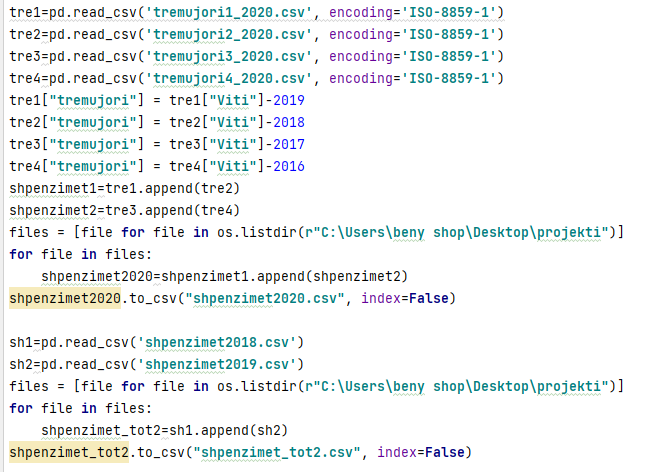 tre1=pd.read_csv('tremujori1_2020.csv', encoding='ISO-8859-1')
tre2=pd.read_csv('tremujori2_2020.csv', encoding='ISO-8859-1')
tre3=pd.read_csv('tremujori3_2020.csv', encoding='ISO-8859-1')
tre4=pd.read_csv('tremujori4_2020.csv', encoding='ISO-8859-1')
tre1["tremujori"] = tre1["Viti"]-2019
tre2["tremujori"] = tre2["Viti"]-2018
tre3["tremujori"] = tre3["Viti"]-2017
tre4["tremujori"] = tre4["Viti"]-2016
shpenzimet1=tre1.append(tre2)
shpenzimet2=tre3.append(tre4)
files = [file for file in os.listdir(r"C:\Users\beny shop\Desktop\projekti")]
for file in files:
    shpenzimet2020=shpenzimet1.append(shpenzimet2)
shpenzimet2020.to_csv("shpenzimet2020.csv", index=False)
sh1=pd.read_csv('shpenzimet2018.csv')
sh2=pd.read_csv('shpenzimet2019.csv')
files = [file for file in os.listdir(r"C:\Users\beny shop\Desktop\projekti")]
for file in files:
    shpenzimet_tot2=sh1.append(sh2)
shpenzimet_tot2.to_csv("shpenzimet_tot2.csv", index=False)